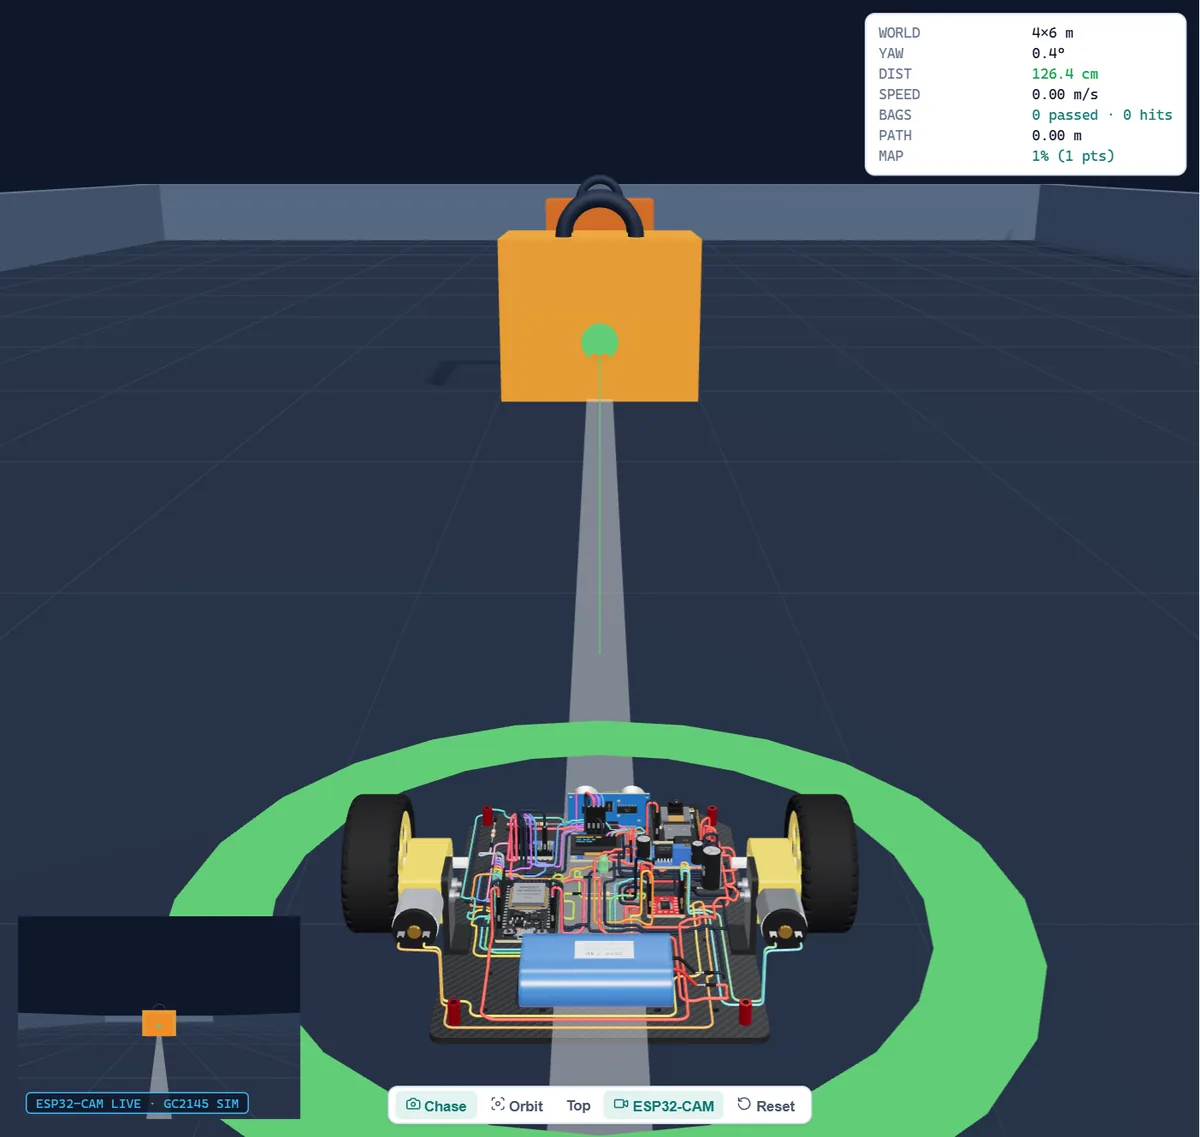 WORLD 4×6 m
YAW 0.4°
DIST 126.4 cm
SPEED 0.00 m/s
BAGS 0 passed · 0 hits
PATH 0.00 m
MAP 1% (1 pts)
ESP32-CAM LIVE · GC2145 SIM
Chase Orbit Top ESP32-CAM Reset